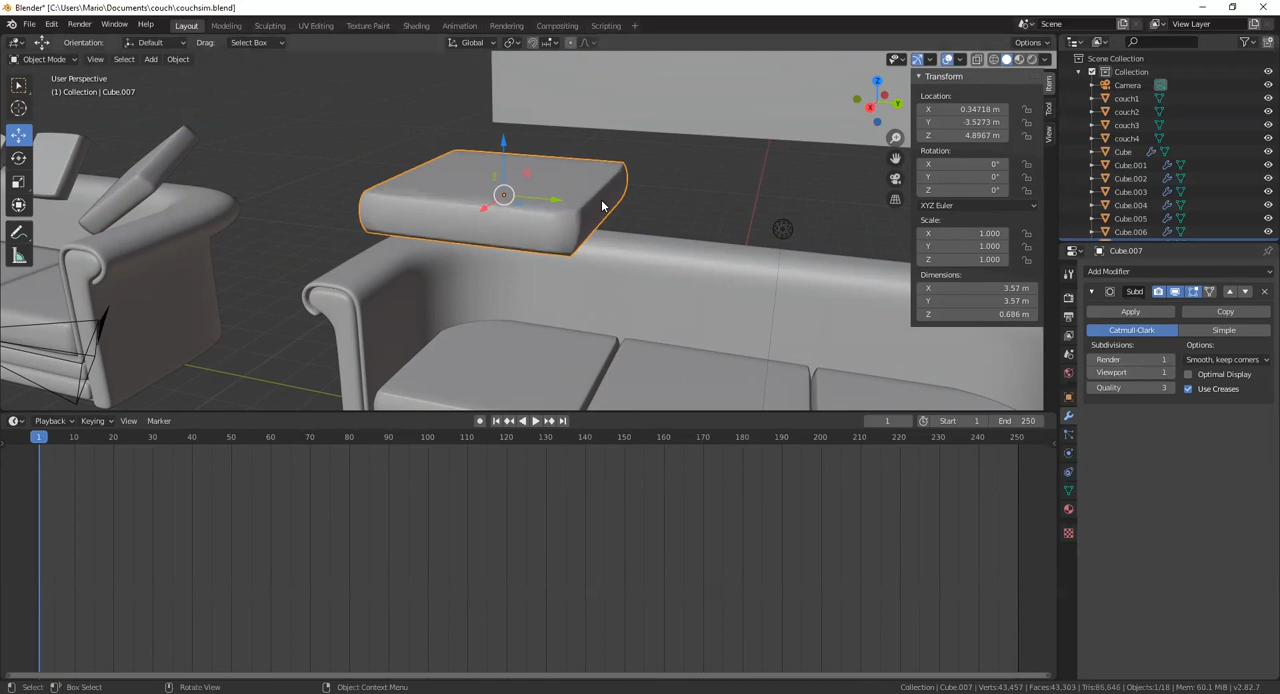 Blender* [C:\Users\Mario\Documents\couch\couchsim.blend]
File Edit Render Window Help Layout Modeling Sculpting UV Editing Texture Paint Shading Animation Rendering Compositing Scripting + Scene View Layer
Orientation: Default Drag: Select Box Global Options
Object Mode View Select Add Object
User Perspective
(1) Collection | Cube.007
Z
Y
X
Transform
Location:
X 0.34718 m
Y -3.5273 m
Z 4.8967 m
Rotation:
X 0°
Y 0°
Z 0°
XYZ Euler
Scale:
X 1.000
Y 1.000
Z 1.000
Dimensions:
X 3.57 m
Y 3.57 m
Z 0.686 m
Item
Tool
View
Scene Collection
Collection
Camera
couch1
couch2
couch3
couch4
Cube
Cube.001
Cube.002
Cube.003
Cube.004
Cube.005
Cube.006
Cube.007
Add Modifier
Subd
Apply Copy
Catmull-Clark Simple
Subdivisions: Options:
Render 1 Smooth, keep corners
Viewport 1 Optimal Display
Quality 3 Use Creases
Playback Keying View Marker 1 Start 1 End 250
1 10 20 30 40 50 60 70 80 90 100 110 120 130 140 150 160 170 180 190 200 210 220 230 240 250
Select Box Select Rotate View Object Context Menu Collection | Cube.007 | Verts:43,457 | Faces:43,303 | Tris:86,646 | Objects:1/18 | Mem: 60.1 MiB | v2.82.7